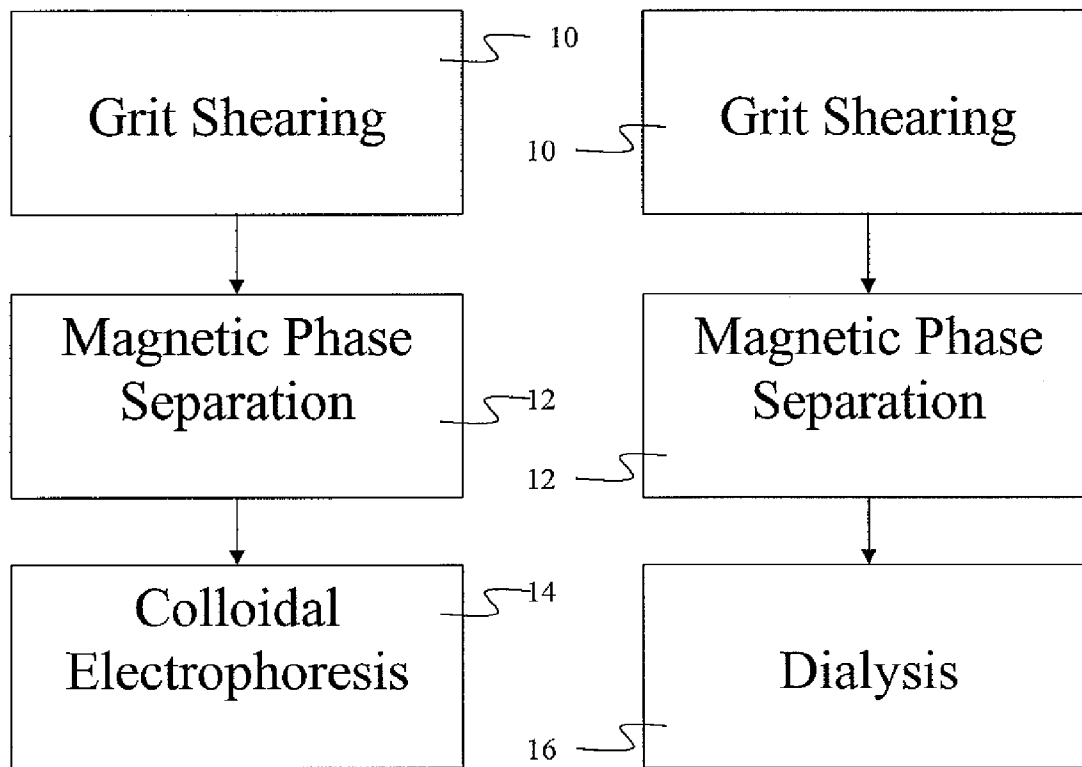 Grit Shearing
10
Magnetic Phase
Separation
12
Colloidal
Electrophoresis
14
10
Grit Shearing
12
Magnetic Phase
Separation
16
Dialysis